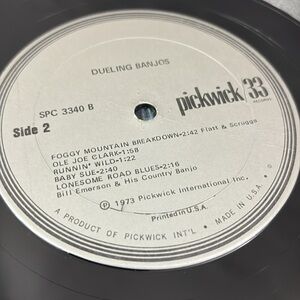 DUELING BANJOS
SPC 3340 B
pickwick 33
RECORDS
Side 2
FOGGY MOUNTAIN BREAKDOWN-2:42 Flatt & Scruggs
OLE JOE CLARK-1:58
RUNNIN' WILD-1:22
BABY SUE-2:40
LONESOME ROAD BLUES-2:16
Bill Emerson & His Country Banjo
Ⓟ 1973 Pickwick International Inc.
Printed in U.S.A.
A PRODUCT OF PICKWICK INT'L. • MADE IN U.S.A.